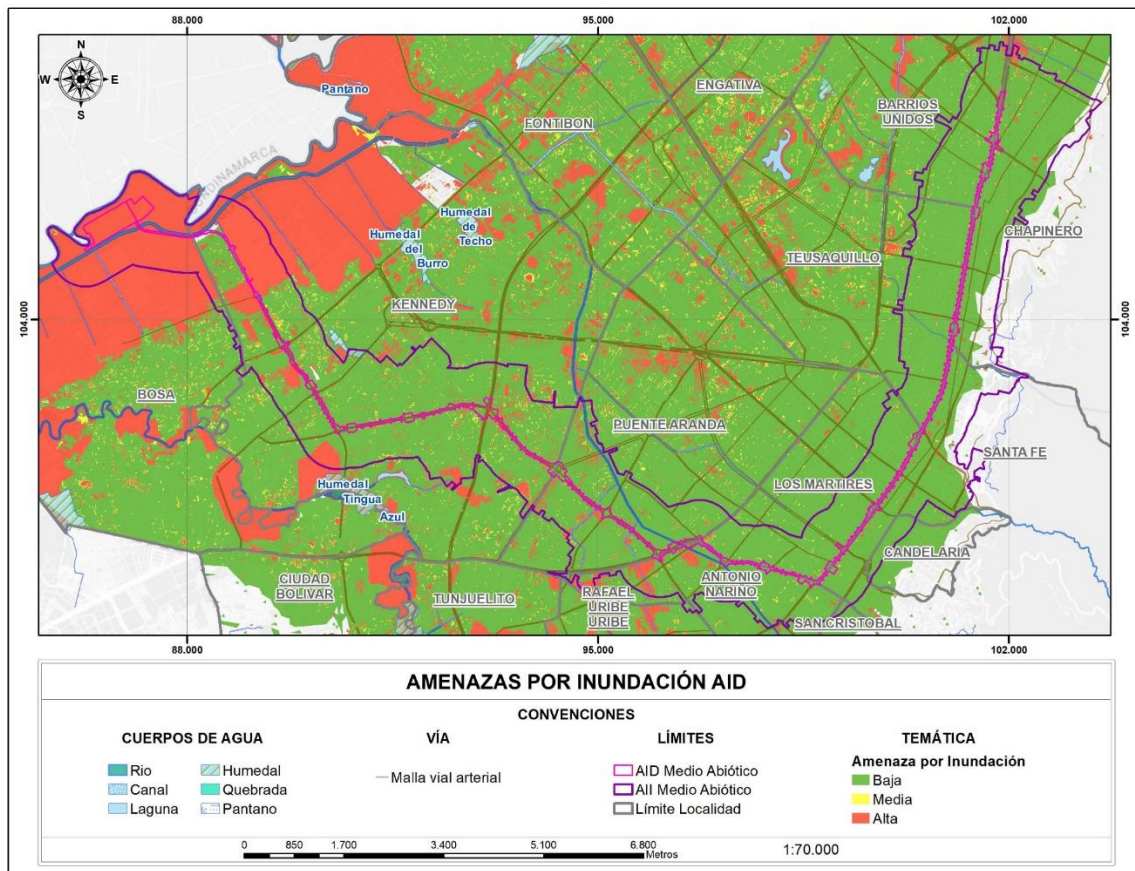 88.000 95.000 102.000
N
W E
S
Pantano
ENGATIVA
BARRIOS
UNIDOS
FONTIBON
Humedal
de
Techo
Humedal
del
Burro
CHAPINERO
TEUSAQUILLO
KENNEDY
104.000 104.000
BOSA
PUENTE ARANDA
SANTA FE
LOS MARTIRES
Humedal
Tingua
Azul
CANDELARIA
CIUDAD
BOLIVAR
TUNJUELITO
RAFAEL
URIBE
URIBE
ANTONIO
NARIÑO
SAN CRISTOBAL
88.000 95.000 102.000
AMENAZAS POR INUNDACIÓN AID
CONVENCIONES
CUERPOS DE AGUA VÍA LÍMITES TEMÁTICA
Rio Humedal
Canal Quebrada
Laguna Pantano
Malla vial arterial
AID Medio Abiótico
AII Medio Abiótico
Límite Localidad
Amenaza por Inundación
Baja
Media
Alta
0 850 1.700 3.400 5.100 6.800
Metros
1:70.000